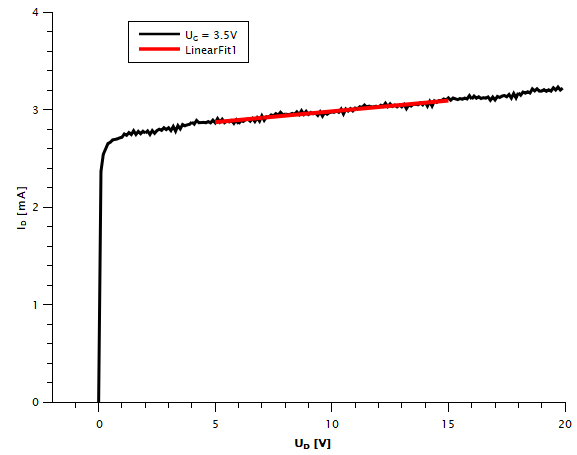 4
U_C = 3.5V
LinearFit1
3
2
1
0
I_D [mA]
0 5 10 15 20
U_D [V]